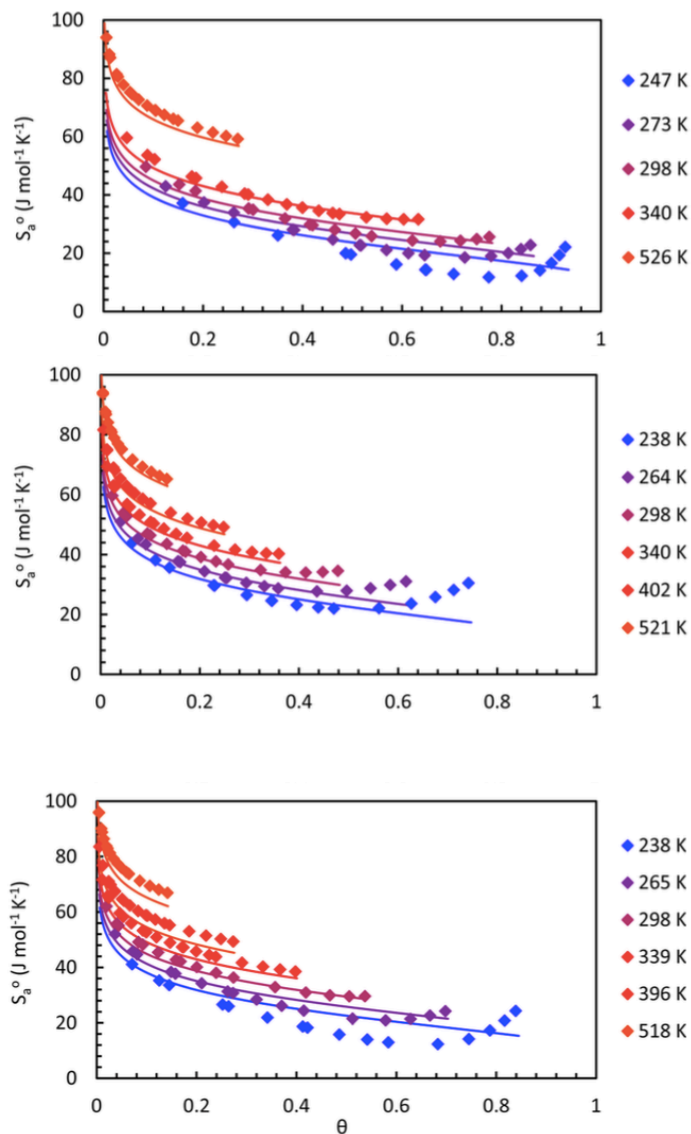 100
80
60
40
20
0
Sₐ° (J mol⁻¹ K⁻¹)
0 0.2 0.4 0.6 0.8 1
247 K
273 K
298 K
340 K
526 K
100
80
60
40
20
0
Sₐ° (J mol⁻¹ K⁻¹)
0 0.2 0.4 0.6 0.8 1
238 K
264 K
298 K
340 K
402 K
521 K
100
80
60
40
20
0
Sₐ° (J mol⁻¹ K⁻¹)
0 0.2 0.4 0.6 0.8 1
θ
238 K
265 K
298 K
339 K
396 K
518 K